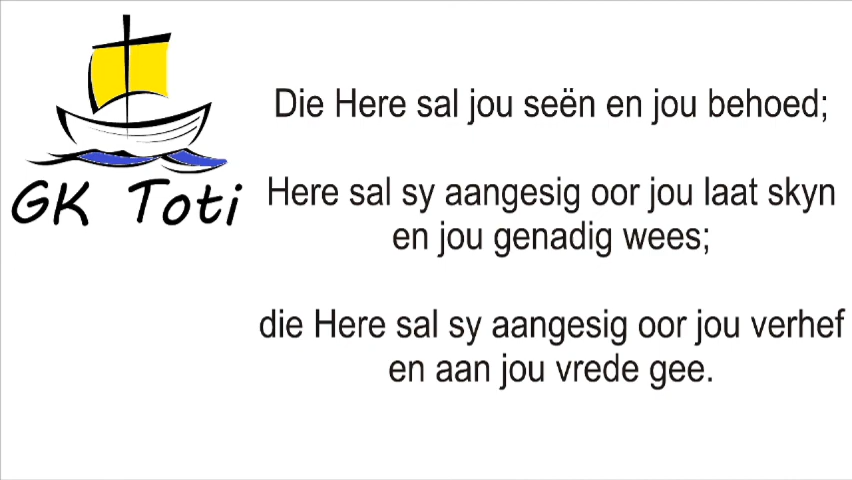 GK Toti
Die Here sal jou seën en jou behoed;
Here sal sy aangesig oor jou laat skyn
en jou genadig wees;
die Here sal sy aangesig oor jou verhef
en aan jou vrede gee.